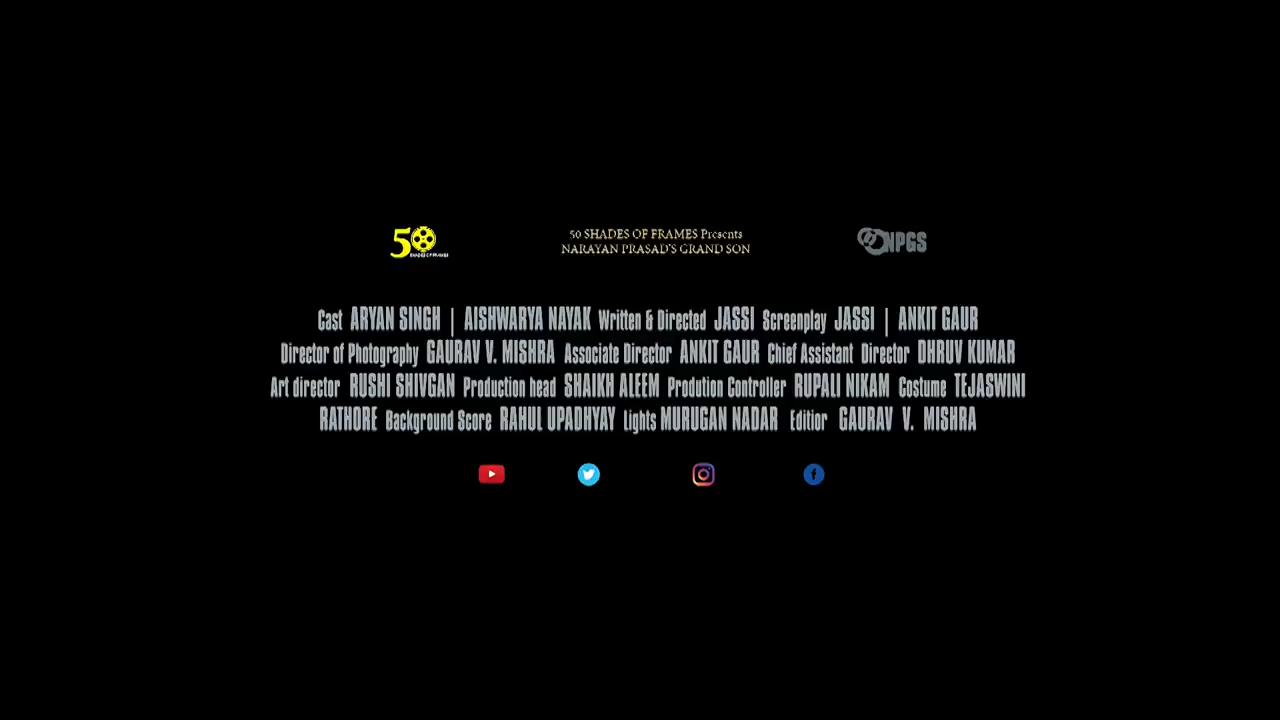 50
SHADES OF FRAMES
50 SHADES OF FRAMES Presents
NARAYAN PRASAD'S GRAND SON
NPGS
Cast ARYAN SINGH | AISHWARYA NAYAK Written & Directed JASSI Screenplay JASSI | ANKIT GAUR
Director of Photography GAURAV V. MISHRA Associate Director ANKIT GAUR Chief Assistant Director DHRUV KUMAR
Art director RUSHI SHIVGAN Production head SHAIKH ALEEM Prodution Controller RUPALI NIKAM Costume TEJASWINI
RATHORE Background Score RAHUL UPADHYAY Lights MURUGAN NADAR Editior GAURAV V. MISHRA